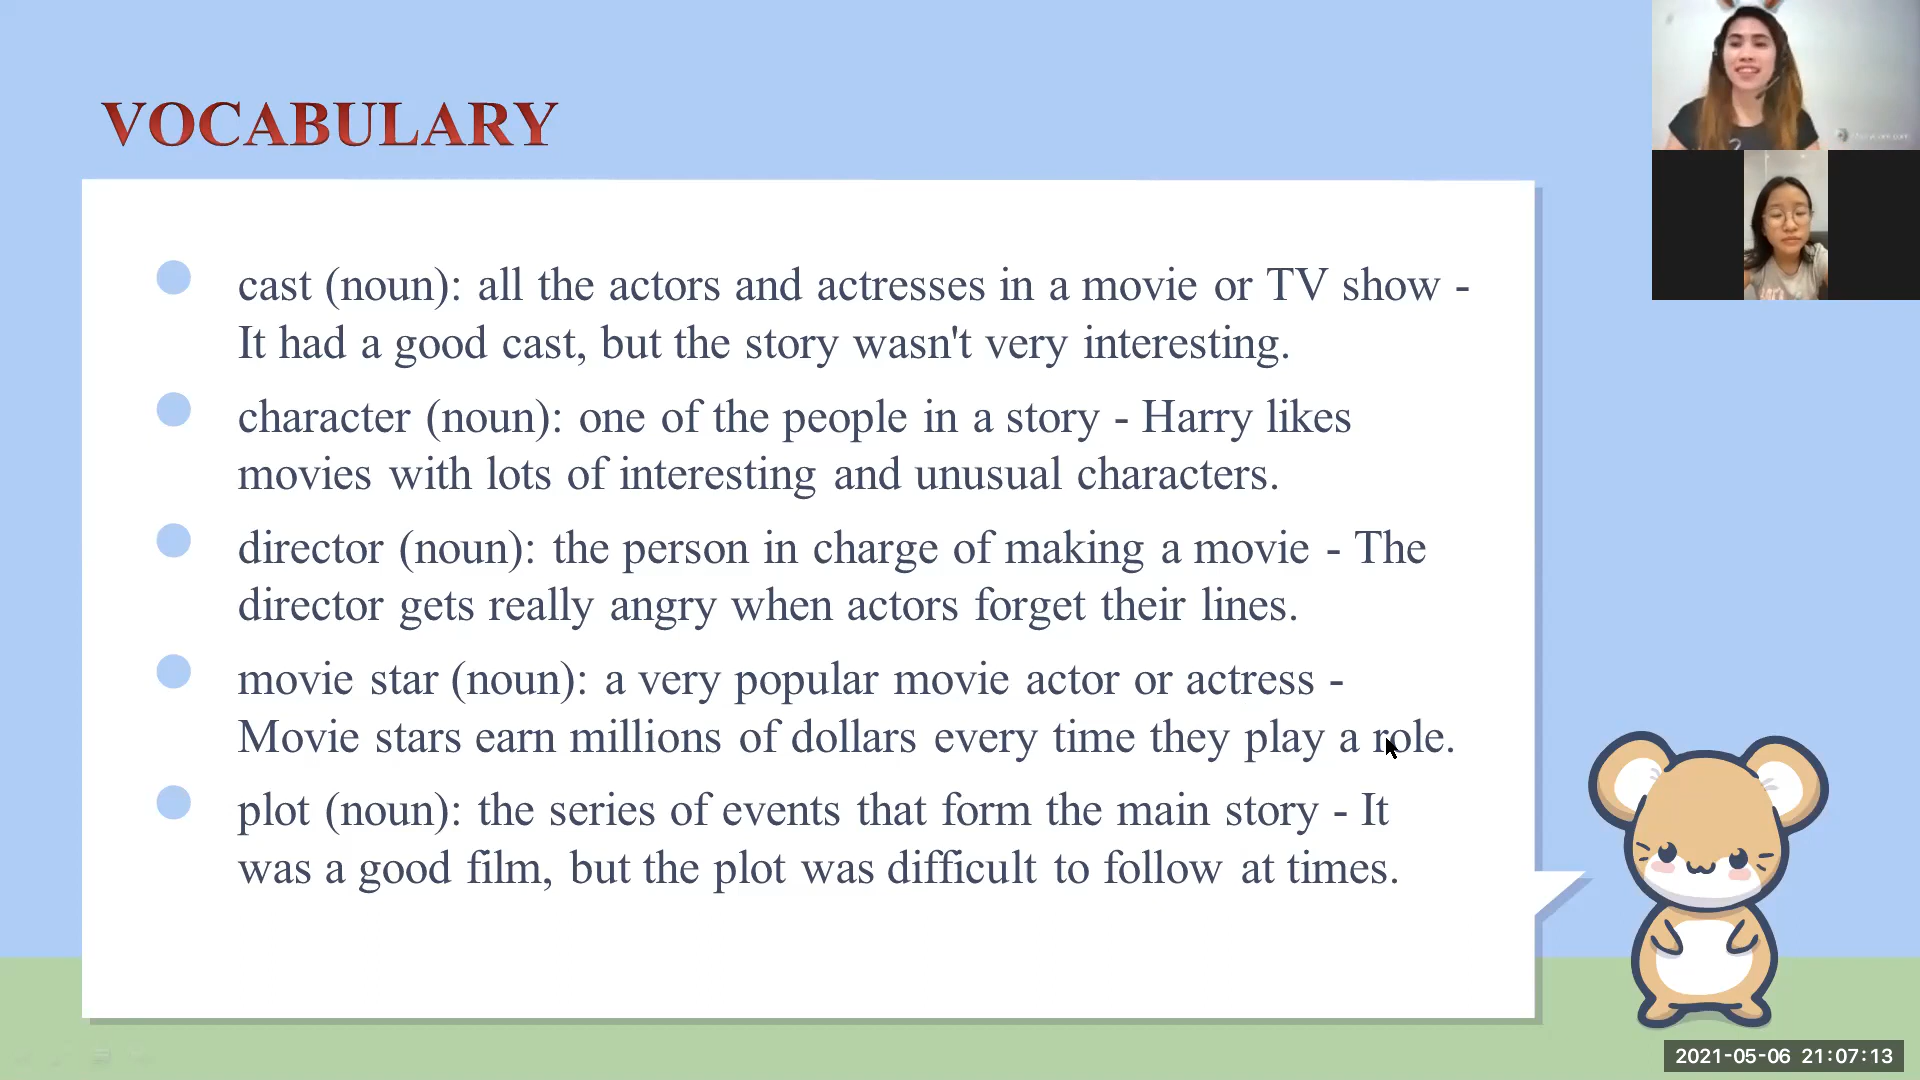 VOCABULARY
cast (noun): all the actors and actresses in a movie or TV show -
It had a good cast, but the story wasn't very interesting.
character (noun): one of the people in a story - Harry likes
movies with lots of interesting and unusual characters.
director (noun): the person in charge of making a movie - The
director gets really angry when actors forget their lines.
movie star (noun): a very popular movie actor or actress -
Movie stars earn millions of dollars every time they play a role.
plot (noun): the series of events that form the main story - It
was a good film, but the plot was difficult to follow at times.
2021-05-06 21:07:13